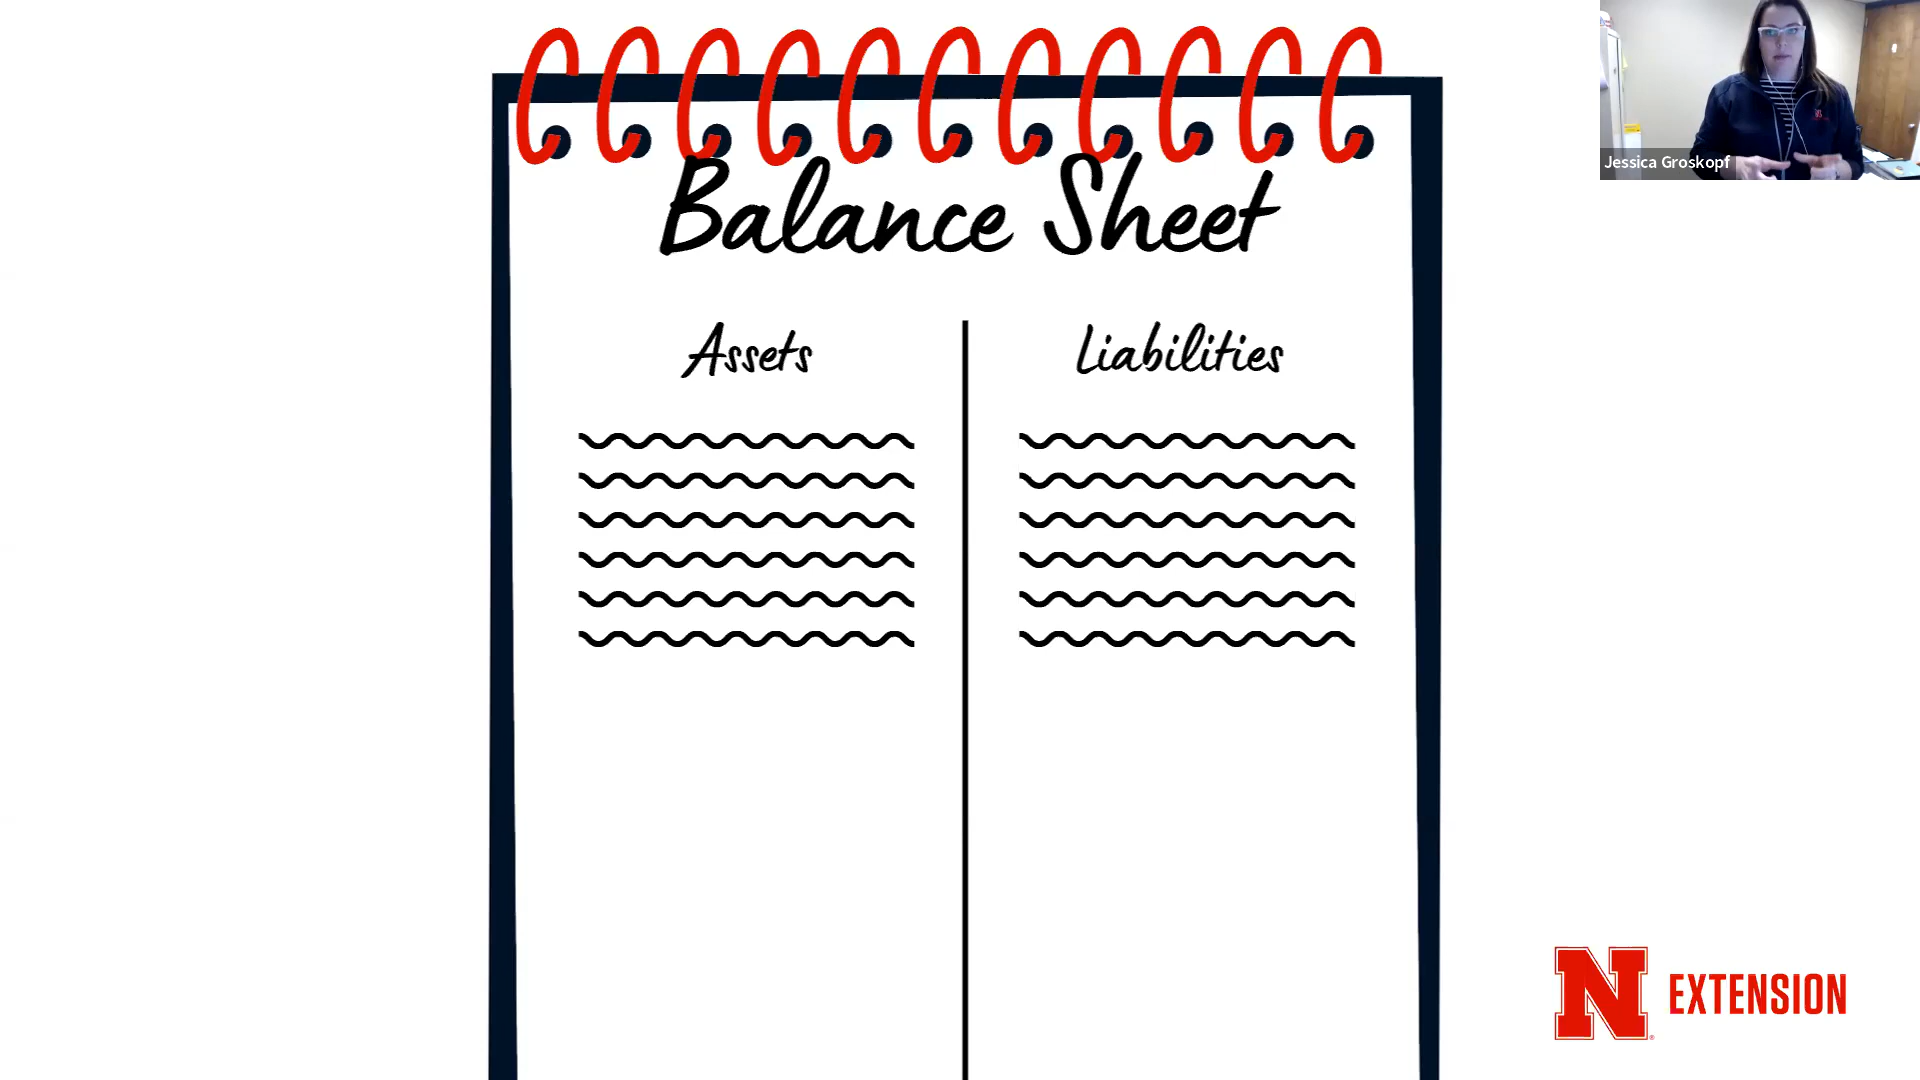 Jessica Groskopf
Balance Sheet
Assets
Liabilities
N EXTENSION